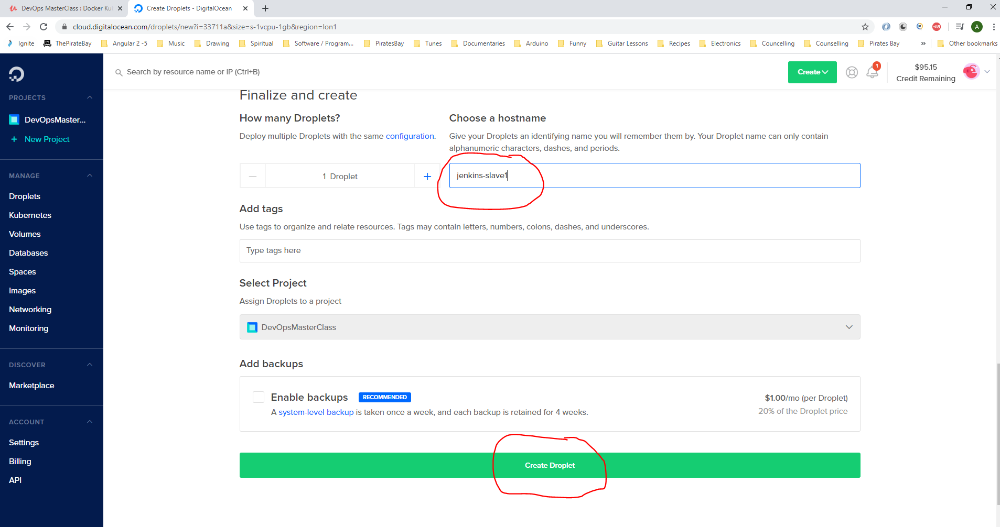 DevOps MasterClass : Docker Ku
Create Droplets - DigitalOcean
cloud.digitalocean.com/droplets/new?i=33711a&size=s-1vcpu-1gb&region=lon1
A
Ignite ThePirateBay Angular 2 -5 Music Drawing Spiritual Software / Program... PiratesBay Tunes Documentaries Arduino Funny Guitar Lessons Recipes Electronics Councelling Counselling Pirates Bay » Other bookmarks
Search by resource name or IP (Ctrl+B)
Create
1
$95.15
Credit Remaining
PROJECTS
DevOpsMaster...
+ New Project
MANAGE
Droplets
Kubernetes
Volumes
Databases
Spaces
Images
Networking
Monitoring
DISCOVER
Marketplace
ACCOUNT
Settings
Billing
API
Finalize and create
How many Droplets?
Deploy multiple Droplets with the same configuration.
1 Droplet
Choose a hostname
Give your Droplets an identifying name you will remember them by. Your Droplet name can only contain
alphanumeric characters, dashes, and periods.
jenkins-slave1
Add tags
Use tags to organize and relate resources. Tags may contain letters, numbers, colons, dashes, and underscores.
Type tags here
Select Project
Assign Droplets to a project
DevOpsMasterClass
Add backups
Enable backups RECOMMENDED
A system-level backup is taken once a week, and each backup is retained for 4 weeks.
$1.00/mo (per Droplet)
20% of the Droplet price
Create Droplet